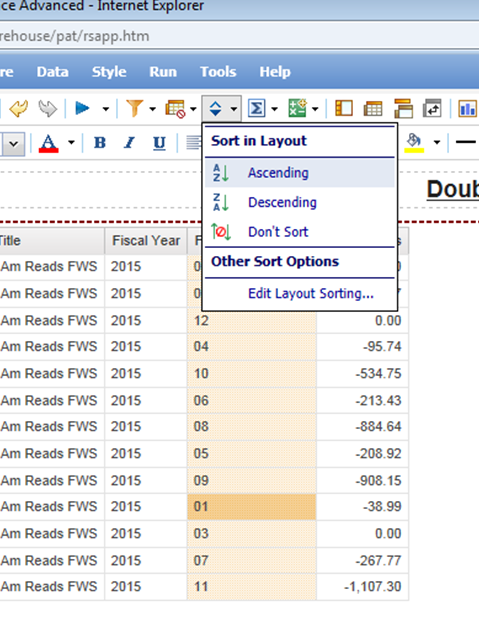 ce Advanced - Internet Explorer
rehouse/pat/rsapp.htm
re Data Style Run Tools Help
A B I U
Sort in Layout
Ascending
Descending
Don't Sort
Other Sort Options
Edit Layout Sorting...
Doub
Title Fiscal Year F s
Am Reads FWS 2015 0 0
Am Reads FWS 2015 0 7
Am Reads FWS 2015 12 0.00
Am Reads FWS 2015 04 -95.74
Am Reads FWS 2015 10 -534.75
Am Reads FWS 2015 06 -213.43
Am Reads FWS 2015 08 -884.64
Am Reads FWS 2015 05 -208.92
Am Reads FWS 2015 09 -908.15
Am Reads FWS 2015 01 -38.99
Am Reads FWS 2015 03 0.00
Am Reads FWS 2015 07 -267.77
Am Reads FWS 2015 11 -1,107.30